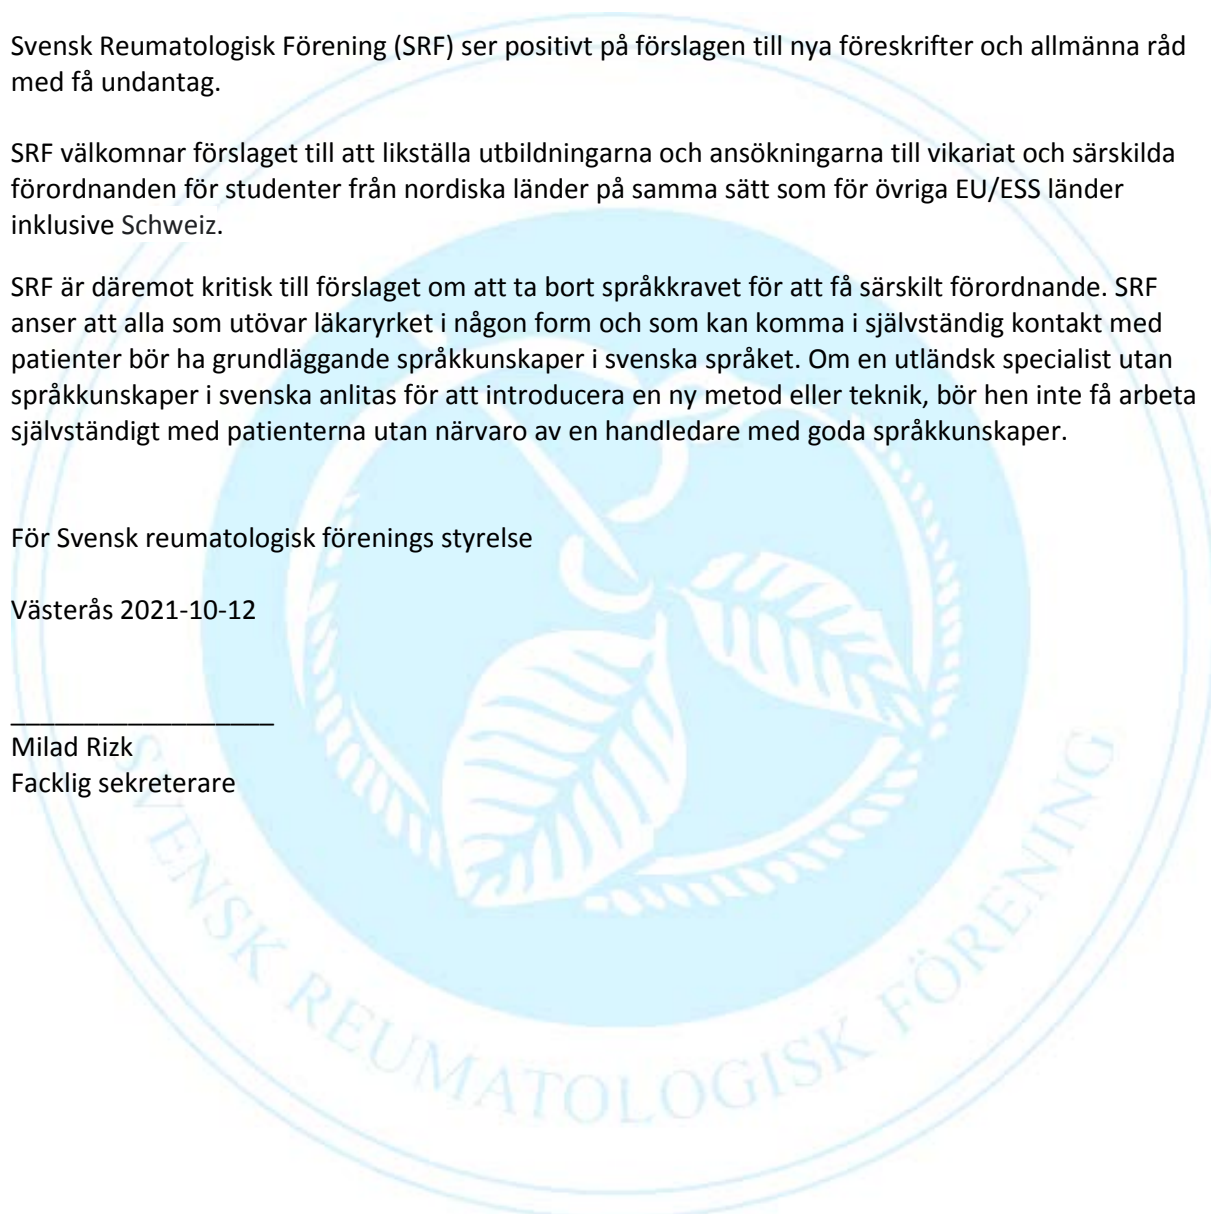 Svensk Reumatologisk Förening (SRF) ser positivt på förslagen till nya föreskrifter och allmänna råd
med få undantag.
SRF välkomnar förslaget till att likställa utbildningarna och ansökningarna till vikariat och särskilda
förordnanden för studenter från nordiska länder på samma sätt som för övriga EU/ESS länder
inklusive Schweiz.
SRF är däremot kritisk till förslaget om att ta bort språkkravet för att få särskilt förordnande. SRF
anser att alla som utövar läkaryrket i någon form och som kan komma i självständig kontakt med
patienter bör ha grundläggande språkkunskaper i svenska språket. Om en utländsk specialist utan
språkkunskaper i svenska anlitas för att introducera en ny metod eller teknik, bör hen inte få arbeta
självständigt med patienterna utan närvaro av en handledare med goda språkkunskaper.
För Svensk reumatologisk förenings styrelse
Västerås 2021-10-12
___________________
Milad Rizk
Facklig sekreterare
SVENSK REUMATOLOGISK FÖRENING